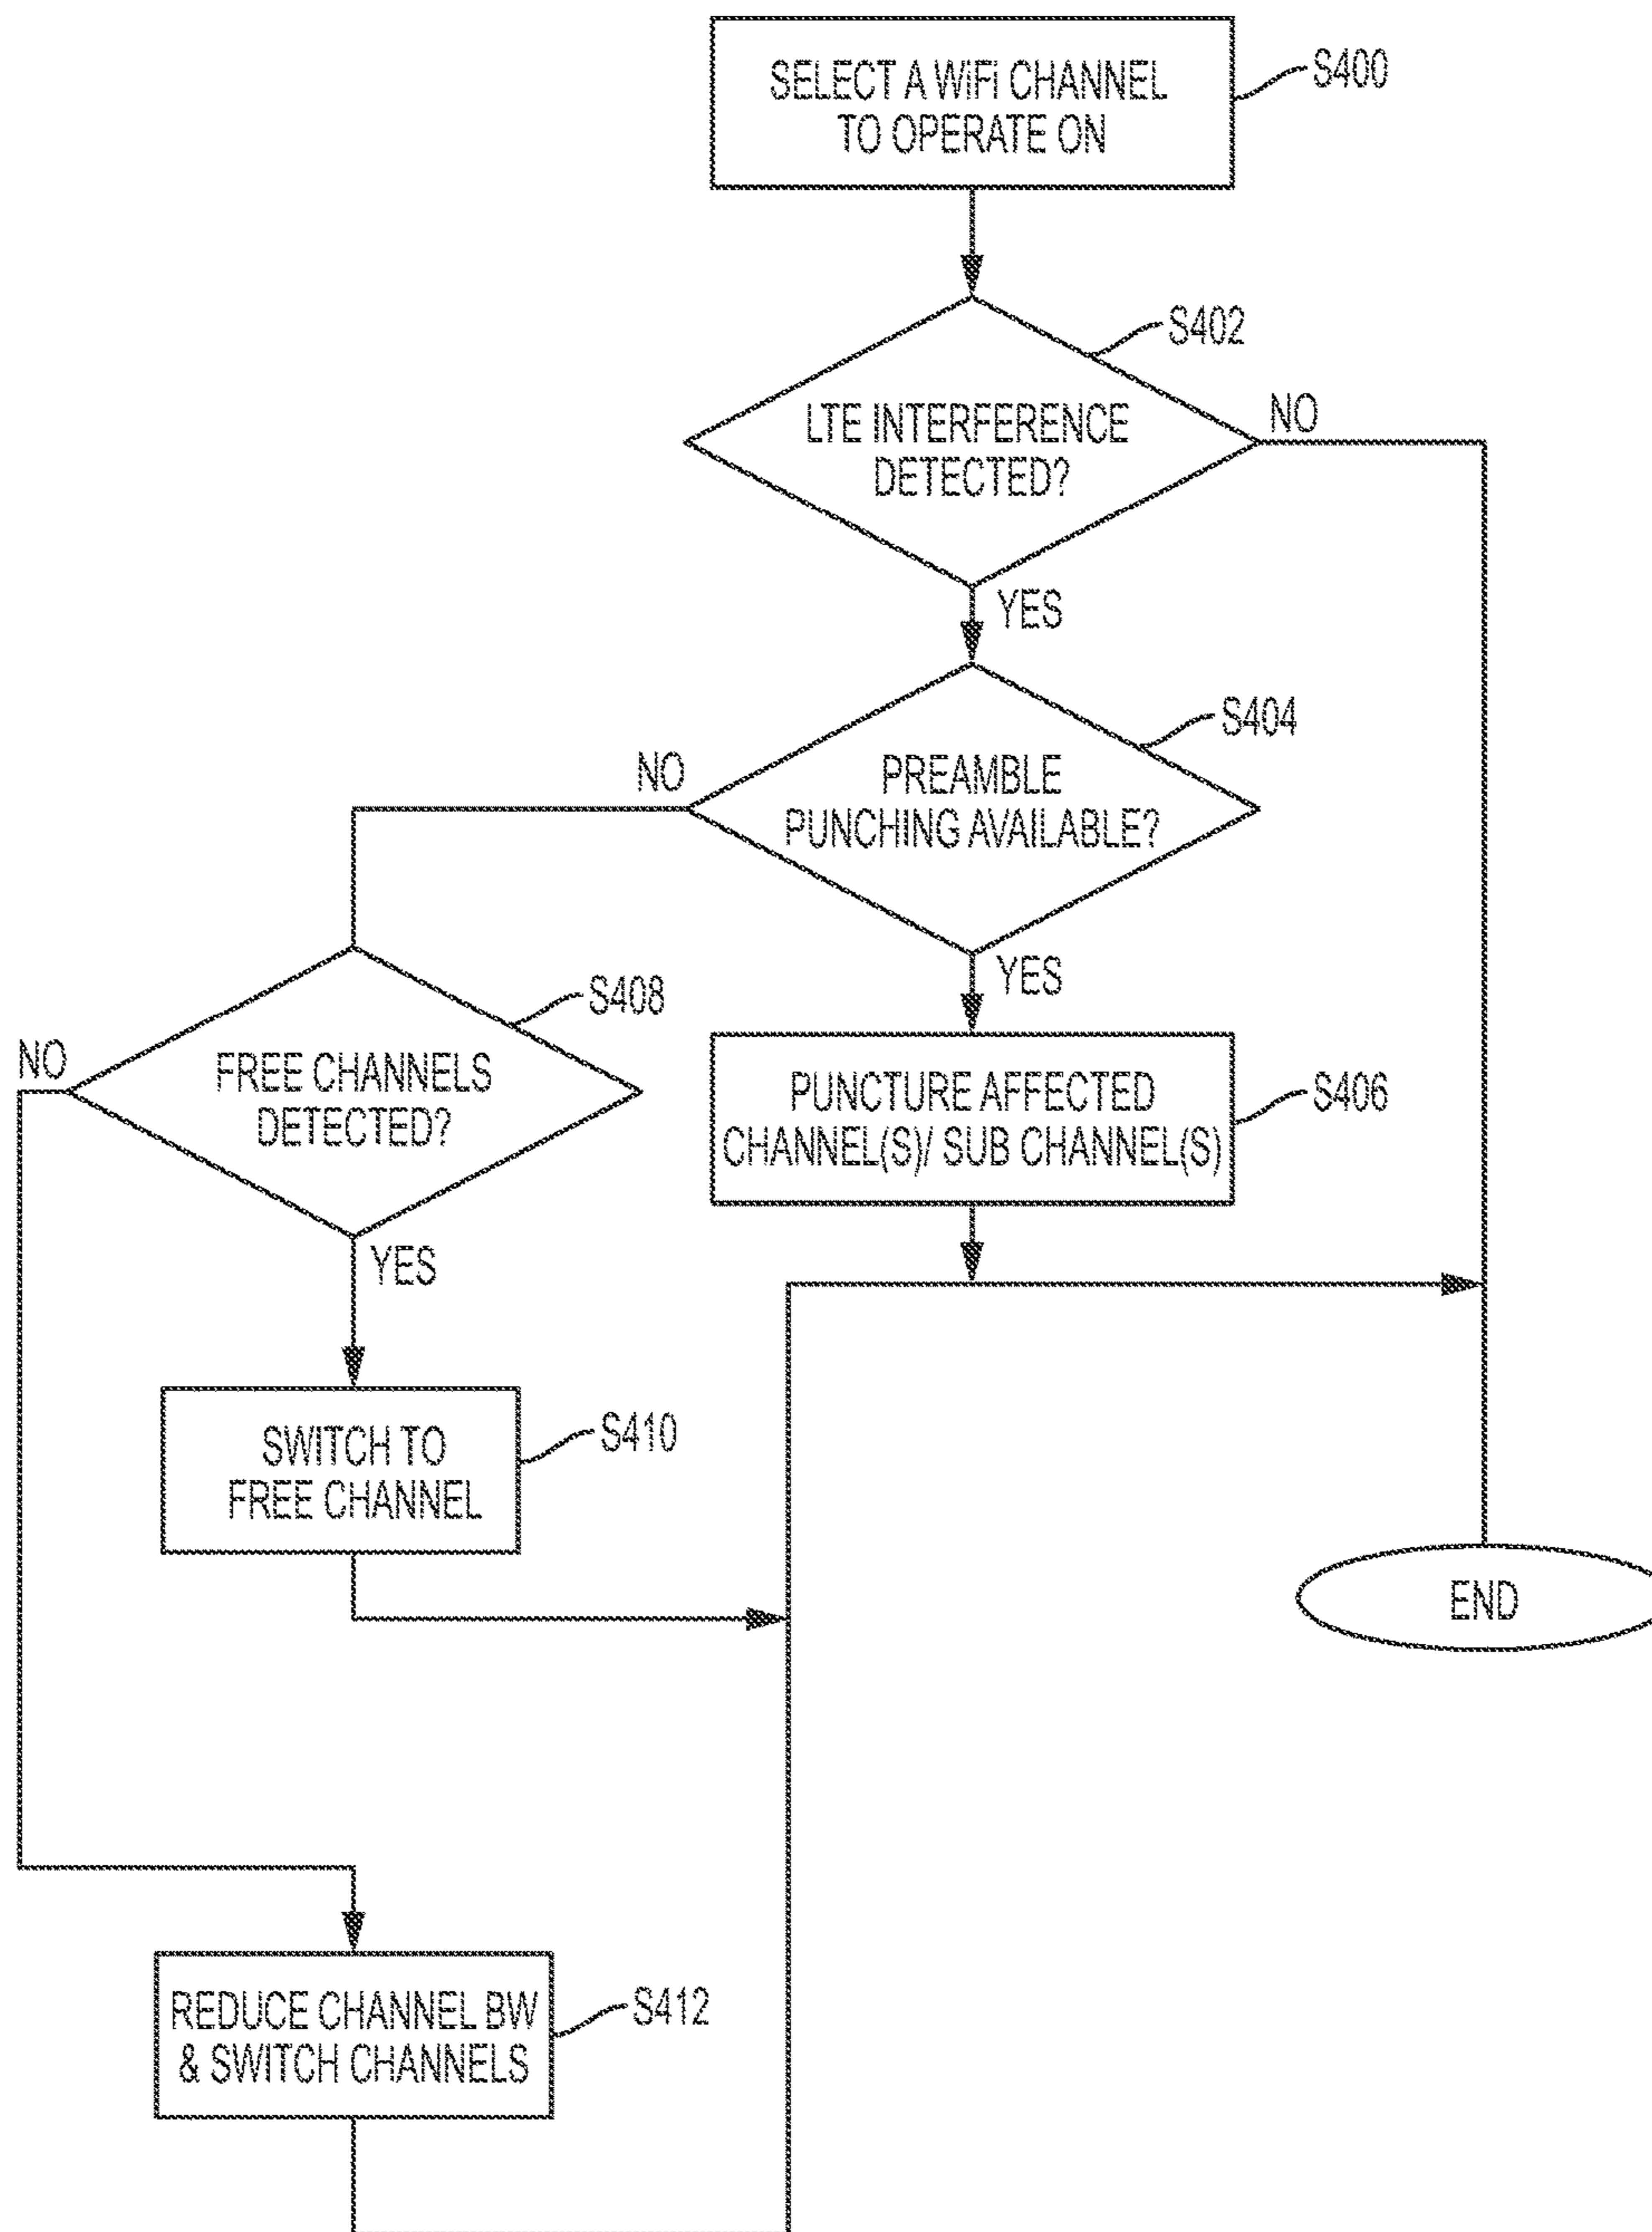 SELECT A WiFi CHANNEL
TO OPERATE ON
S400
S402
LTE INTERFERENCE
DETECTED?
NO
YES
S404
PREAMBLE
PUNCHING AVAILABLE?
NO
YES
S408
FREE CHANNELS
DETECTED?
NO
YES
PUNCTURE AFFECTED
CHANNEL(S)/ SUB CHANNEL(S)
S406
SWITCH TO
FREE CHANNEL
S410
END
REDUCE CHANNEL BW
& SWITCH CHANNELS
S412